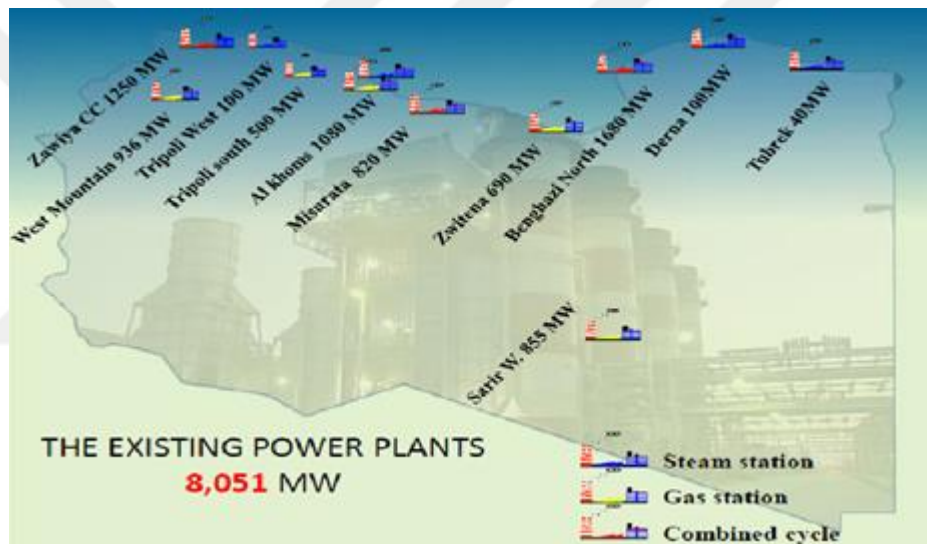 Zawiya CC 1250 MW
West Mountain 936 MW
Tripoli West 100 MW
Tripoli south 500 MW
Al khoms 1080 MW
Misurata 820 MW
Zwitena 690 MW
Benghazi North 1680 MW
Derna 100MW
Tubrek 40MW
Sarir W. 855 MW
THE EXISTING POWER PLANTS
8,051 MW
Steam station
Gas station
Combined cycle